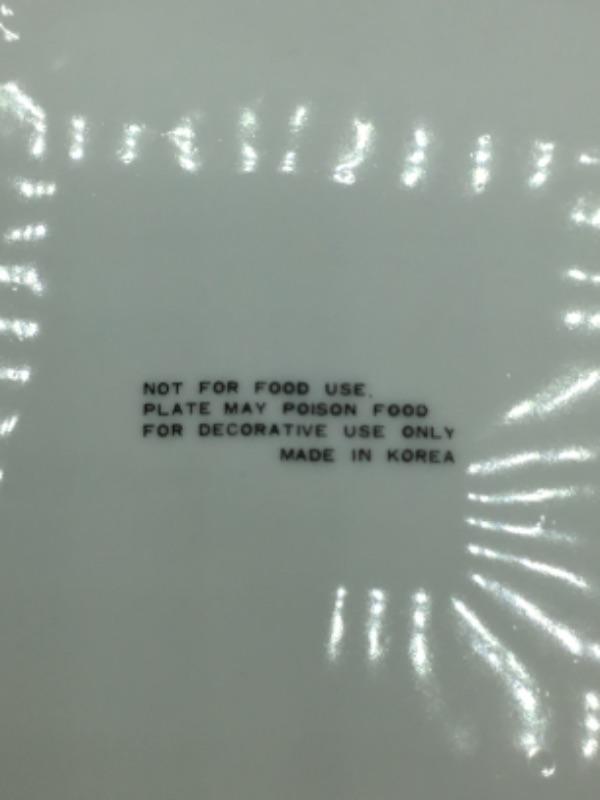 NOT FOR FOOD USE.
PLATE MAY POISON FOOD
FOR DECORATIVE USE ONLY
MADE IN KOREA